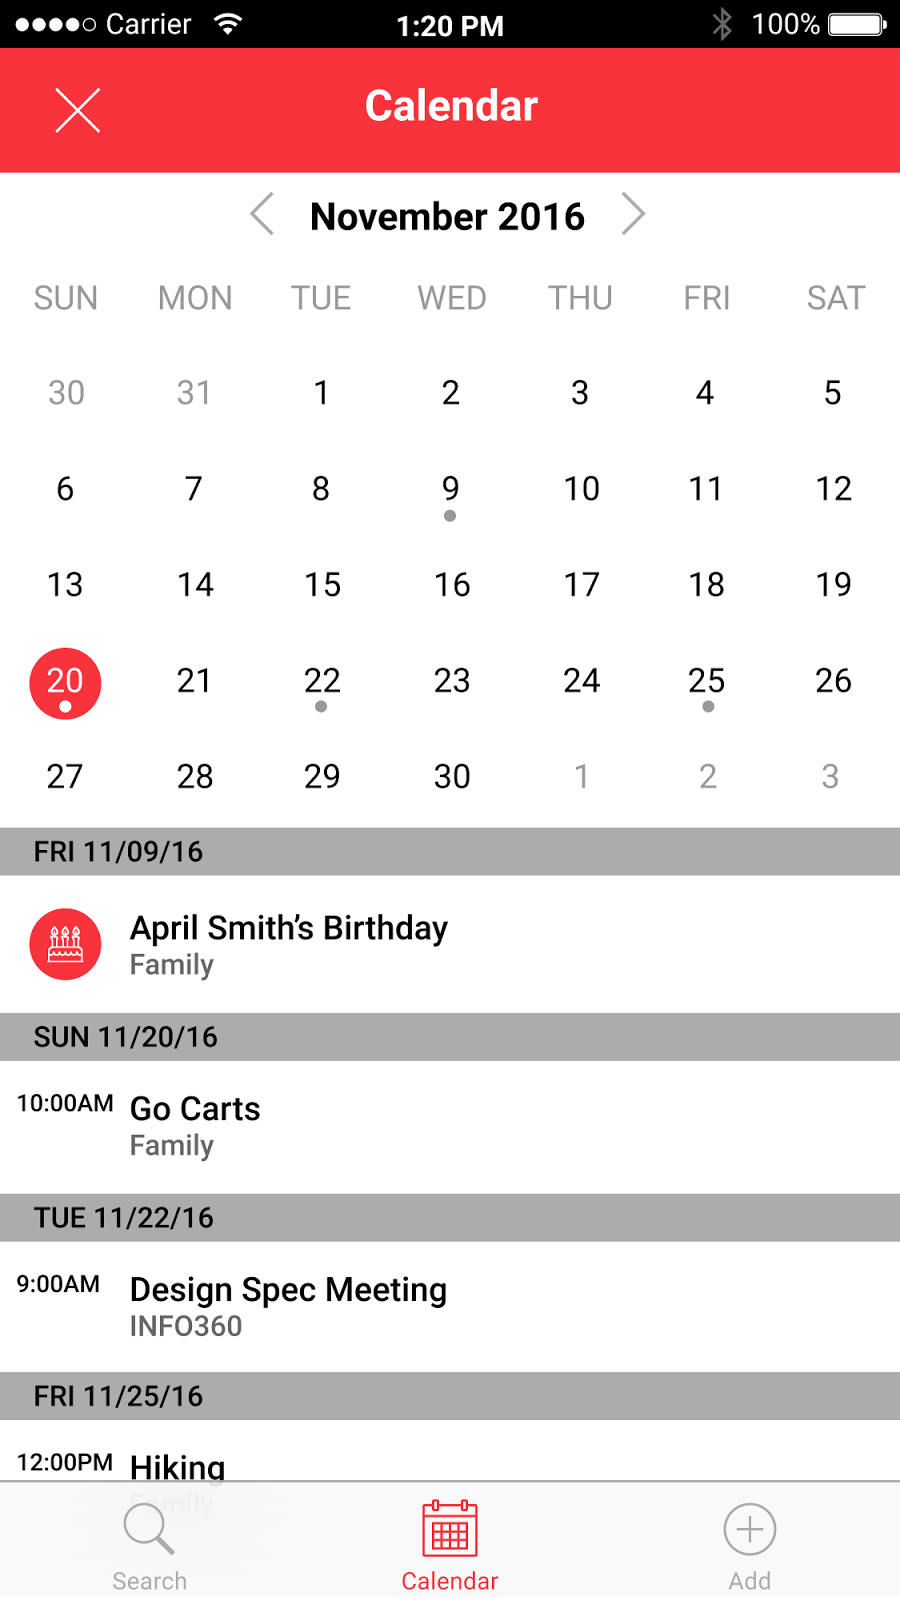 Carrier 1:20 PM 100%
Calendar
November 2016
SUN MON TUE WED THU FRI SAT
30 31 1 2 3 4 5
6 7 8 9 10 11 12
13 14 15 16 17 18 19
20 21 22 23 24 25 26
27 28 29 30 1 2 3
FRI 11/09/16
April Smith’s Birthday
Family
SUN 11/20/16
10:00AM Go Carts
Family
TUE 11/22/16
9:00AM Design Spec Meeting
INFO360
FRI 11/25/16
12:00PM Hiking
Family
Search Calendar Add